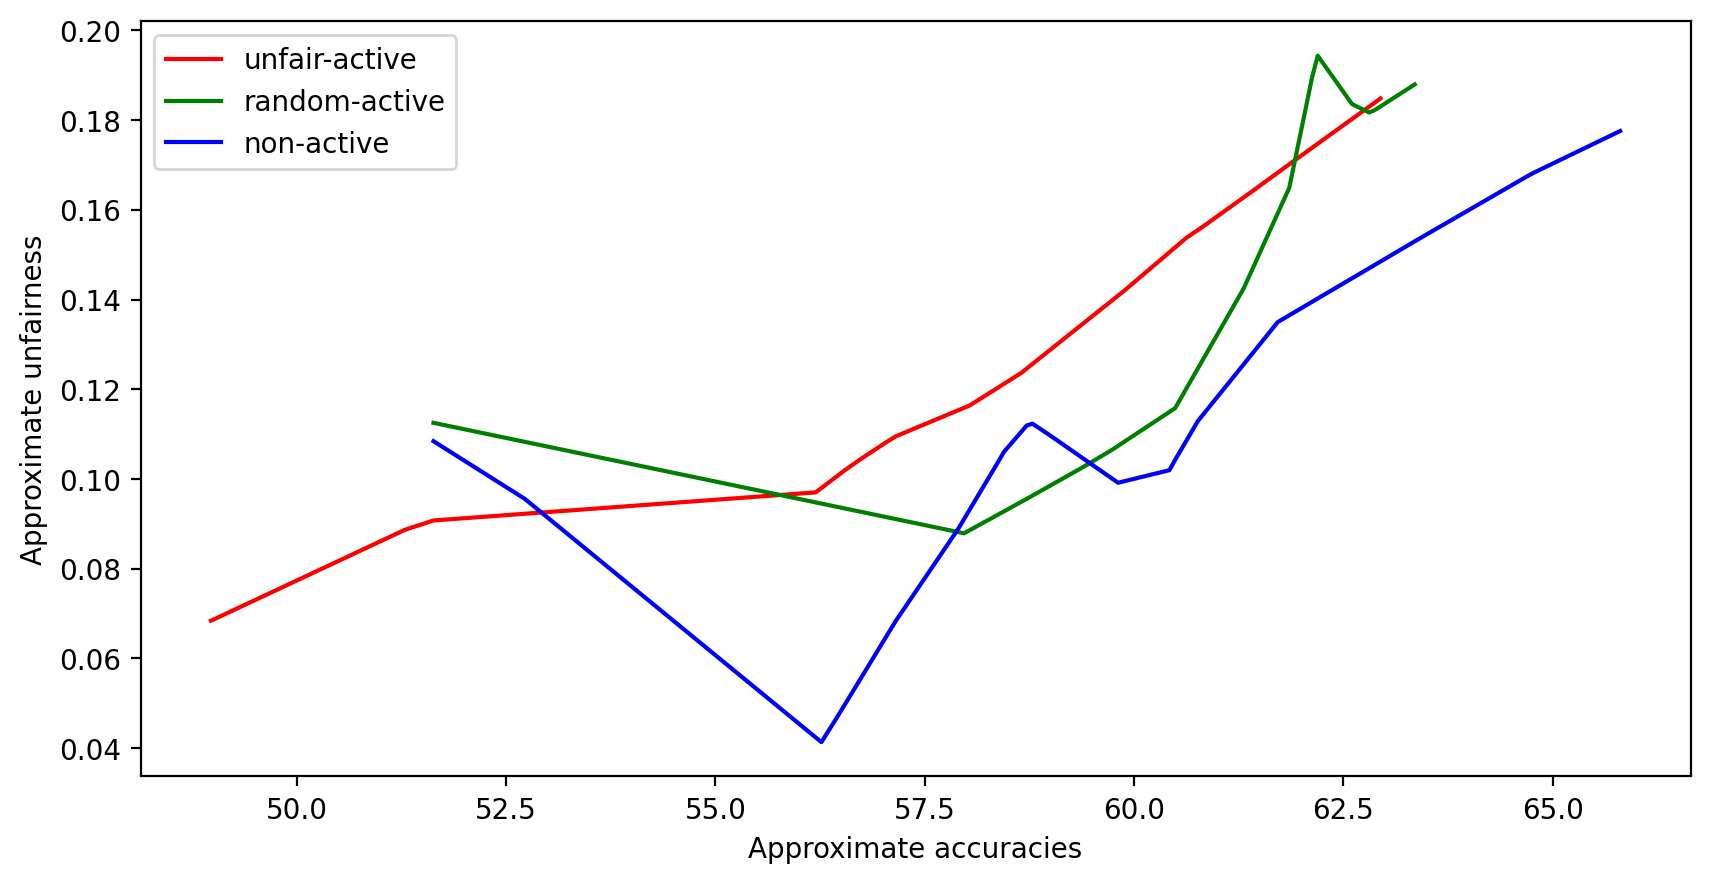 unfair-active
random-active
non-active
Approximate unfairness
0.20
0.18
0.16
0.14
0.12
0.10
0.08
0.06
0.04
50.0 52.5 55.0 57.5 60.0 62.5 65.0
Approximate accuracies